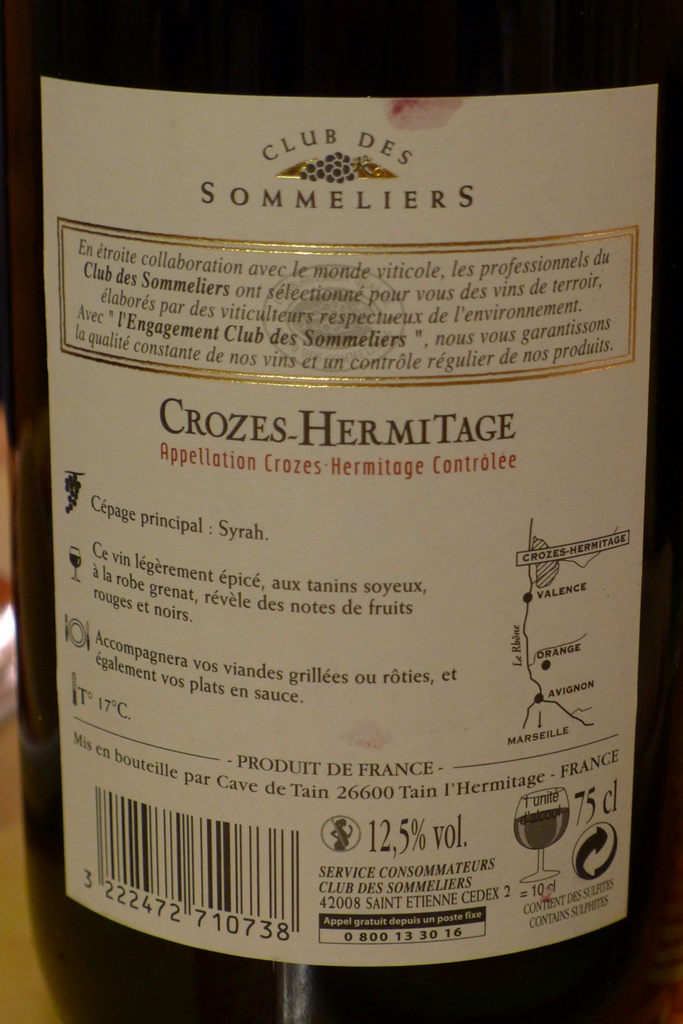 CLUB DES
SOMMELIERS
En étroite collaboration avec le monde viticole, les professionnels du
Club des Sommeliers ont sélectionné pour vous des vins de terroir,
élaborés par des viticulteurs respectueux de l'environnement.
Avec " l'Engagement Club des Sommeliers ", nous vous garantissons
la qualité constante de nos vins et un contrôle régulier de nos produits.
CROZES-HERMITAGE
Appellation Crozes-Hermitage Contrôlée
Cépage principal : Syrah.
Ce vin légèrement épicé, aux tanins soyeux,
à la robe grenat, révèle des notes de fruits
rouges et noirs.
Accompagnera vos viandes grillées ou rôties, et
également vos plats en sauce.
T° 17°C.
CROZES-HERMITAGE
VALENCE
Le Rhône
ORANGE
AVIGNON
MARSEILLE
- PRODUIT DE FRANCE -
Mis en bouteille par Cave de Tain 26600 Tain l'Hermitage - FRANCE
3 222472 710738
12,5% vol.
SERVICE CONSOMMATEURS
CLUB DES SOMMELIERS
42008 SAINT ETIENNE CEDEX 2
Appel gratuit depuis un poste fixe
0 800 13 30 16
1 unité
d'alcool
= 10 cl
75 cl
CONTIENT DES SULFITES
CONTAINS SULPHITES